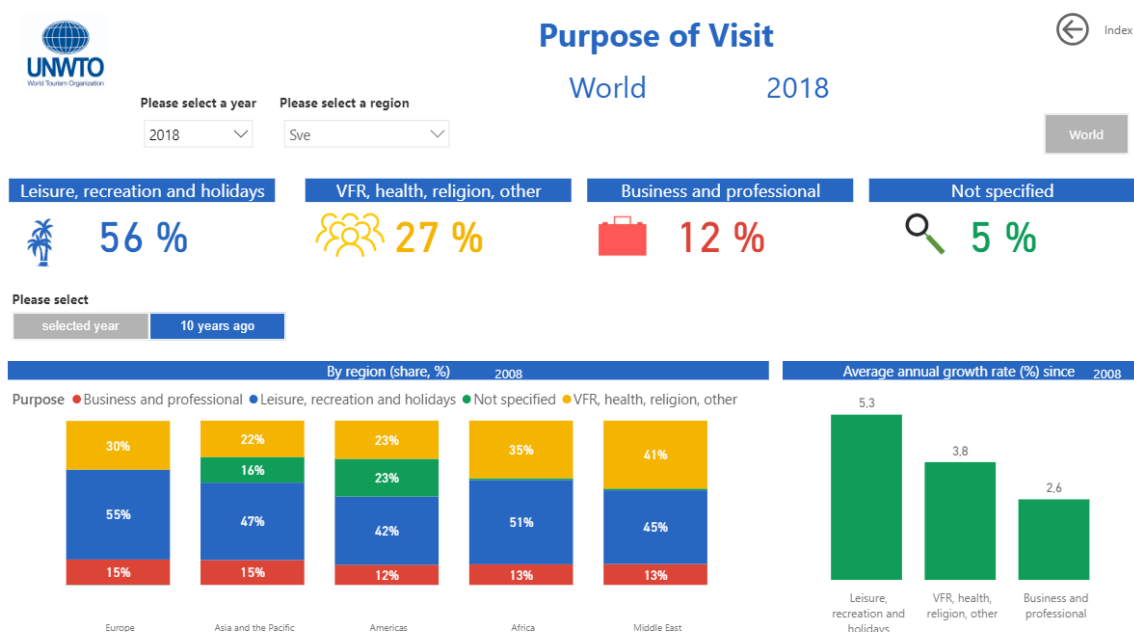 UNWTO
World Tourism Organization
Purpose of Visit
World 2018
Index
Please select a year
Please select a region
2018
Sve
World
Leisure, recreation and holidays
56 %
VFR, health, religion, other
27 %
Business and professional
12 %
Not specified
5 %
Please select
selected year
10 years ago
By region (share, %) 2008
Purpose Business and professional Leisure, recreation and holidays Not specified VFR, health, religion, other
30%
55%
15%
Europe
22%
16%
47%
15%
Asia and the Pacific
23%
23%
42%
12%
Americas
35%
51%
13%
Africa
41%
45%
13%
Middle East
Average annual growth rate (%) since 2008
5,3
3,8
2,6
Leisure,
recreation and
holidays
VFR, health,
religion, other
Business and
professional